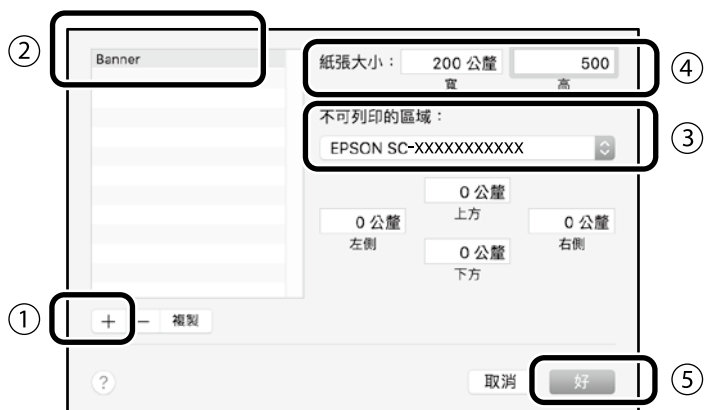 ②
Banner
紙張大小： 200 公釐 500 ④
寬 高
不可列印的區域：
EPSON SC-XXXXXXXXXXX ③
0 公釐
上方
0 公釐 0 公釐
左側 右側
0 公釐
下方
① + − 複製
? 取消 好 ⑤